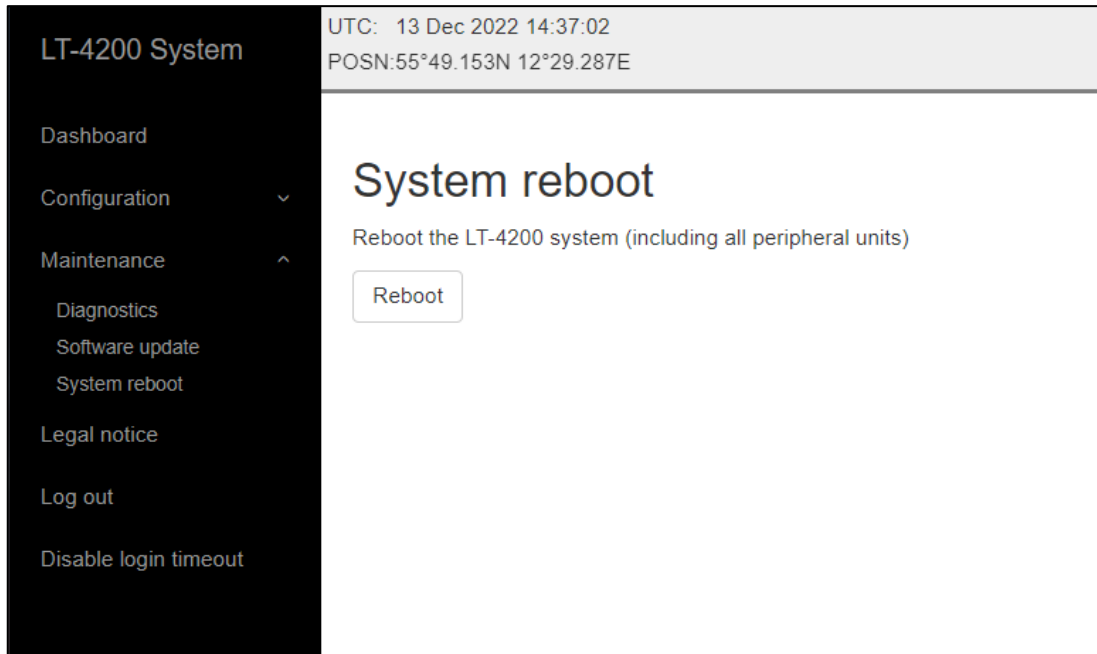 LT-4200 System
Dashboard
Configuration
Maintenance
Diagnostics
Software update
System reboot
Legal notice
Log out
Disable login timeout
UTC: 13 Dec 2022 14:37:02
POSN:55°49.153N 12°29.287E
System reboot
Reboot the LT-4200 system (including all peripheral units)
Reboot